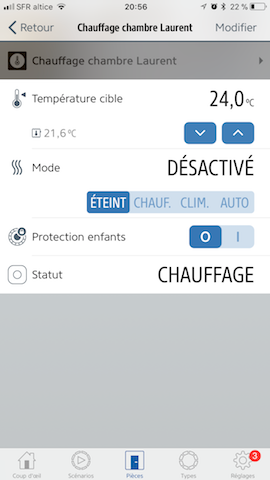 SFR altice 20:56 22 %
Retour Chauffage chambre Laurent Modifier
Chauffage chambre Laurent
Température cible 24,0 °C
21,6 °C
Mode DÉSACTIVÉ
ÉTEINT CHAUF. CLIM. AUTO
Protection enfants O I
Statut CHAUFFAGE
Coup d'œil Scénarios Pièces Types Réglages 3